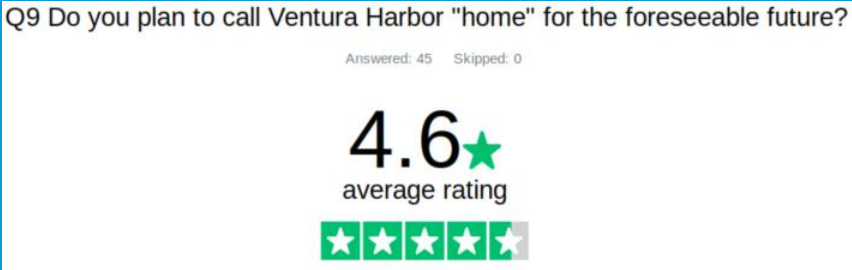 Q9 Do you plan to call Ventura Harbor "home" for the foreseeable future?
Answered: 45 Skipped: 0
4.6
average rating